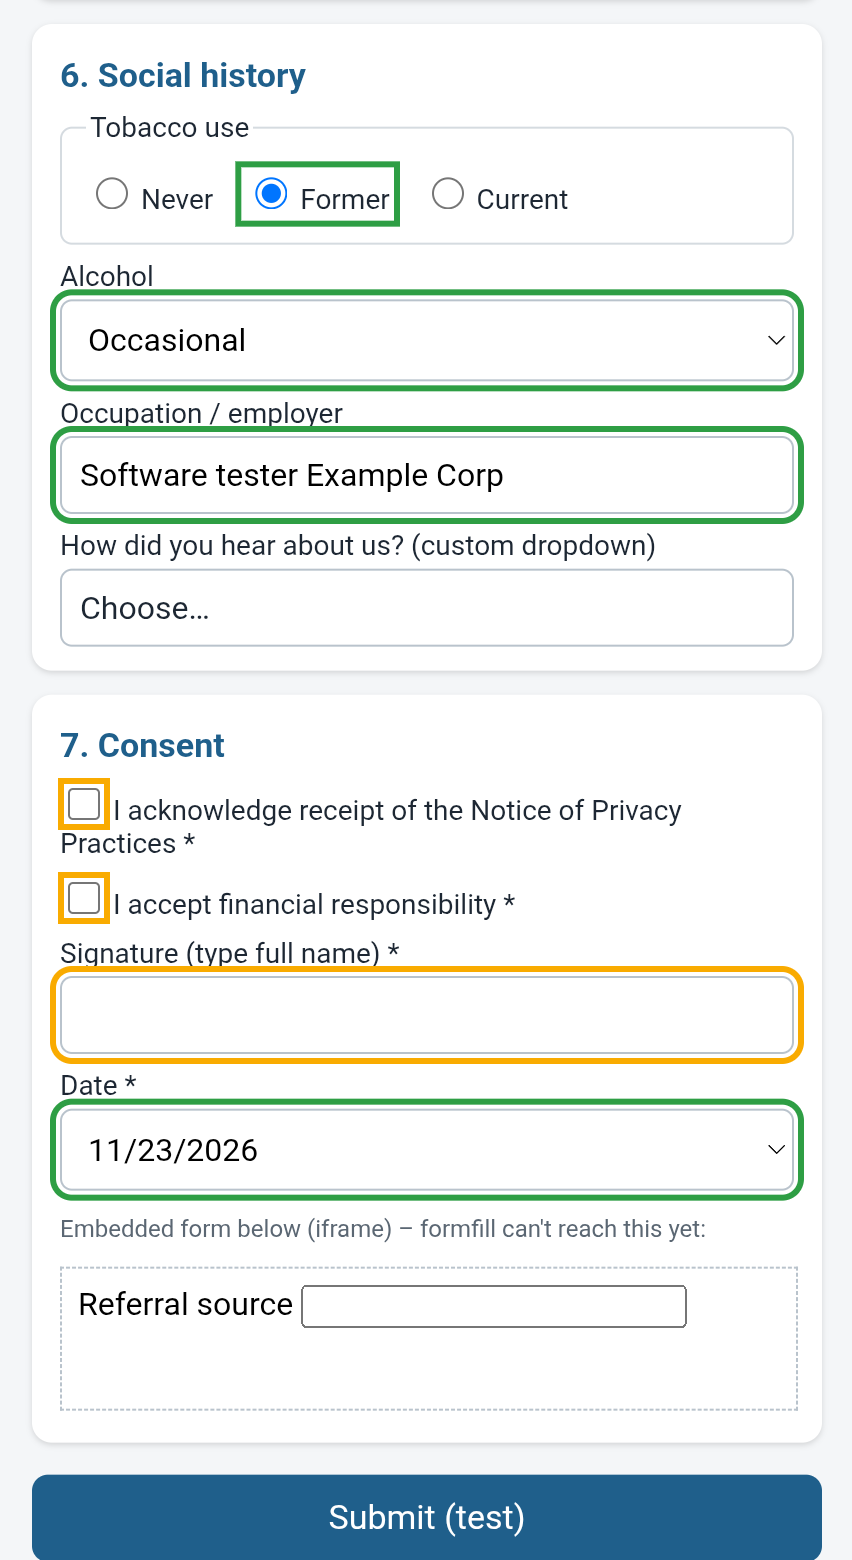 6. Social history
Tobacco use
Never Former Current
Alcohol
Occasional
Occupation / employer
Software tester Example Corp
How did you hear about us? (custom dropdown)
Choose…
7. Consent
I acknowledge receipt of the Notice of Privacy
Practices *
I accept financial responsibility *
Signature (type full name) *
Date *
11/23/2026
Embedded form below (iframe) – formfill can't reach this yet:
Referral source
Submit (test)